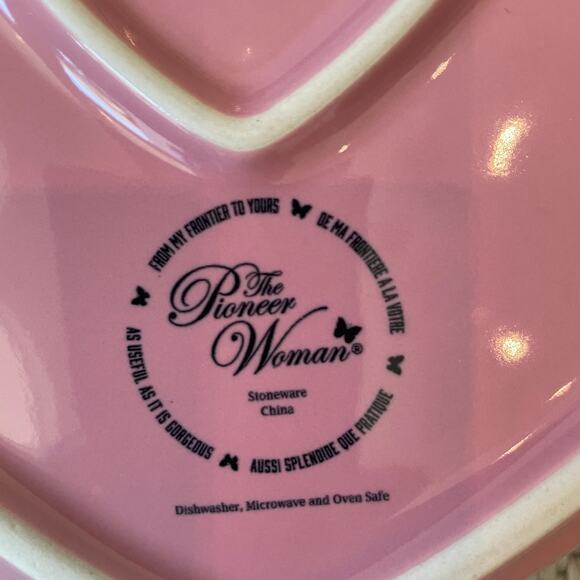 FROM MY FRONTIER TO YOURS
DE MA FRONTIERE A LA VOTRE
The
Pioneer
Woman®
Stoneware
China
AS USEFUL AS IT IS GORGEOUS
AUSSI SPLENDIDE QUE PRATIQUE
Dishwasher, Microwave and Oven Safe